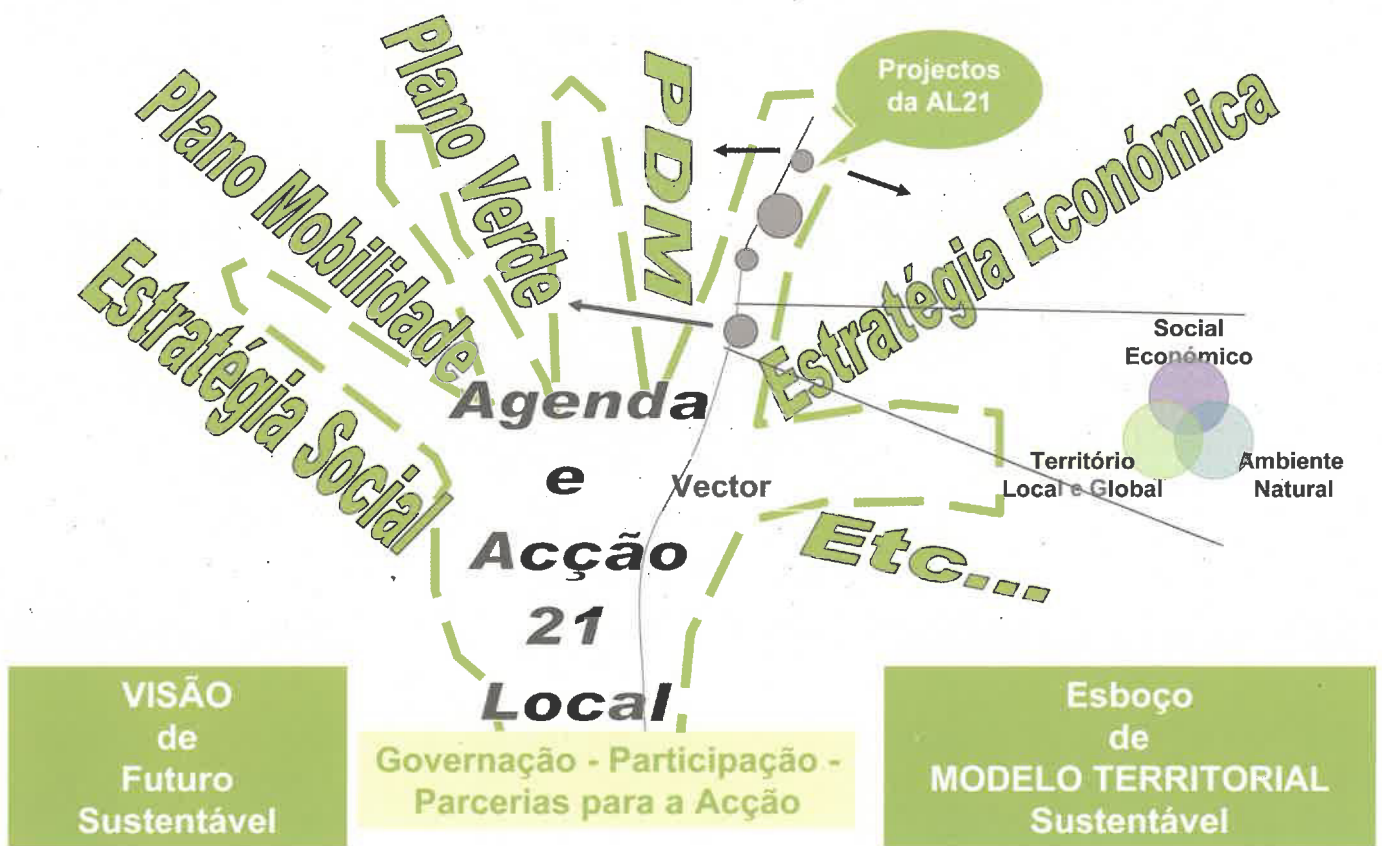 Plano Verde
PDM
Projectos
da AL21
Plano Mobilidade
Estratégia Económica
Estratégia Social
Social
Económico
Território
Local e Global
Ambiente
Natural
Agenda
e
Acção
21
Local
Vector
Etc...
VISÃO
de
Futuro
Sustentável
Governação - Participação -
Parcerias para a Acção
Esboço
de
MODELO TERRITORIAL
Sustentável